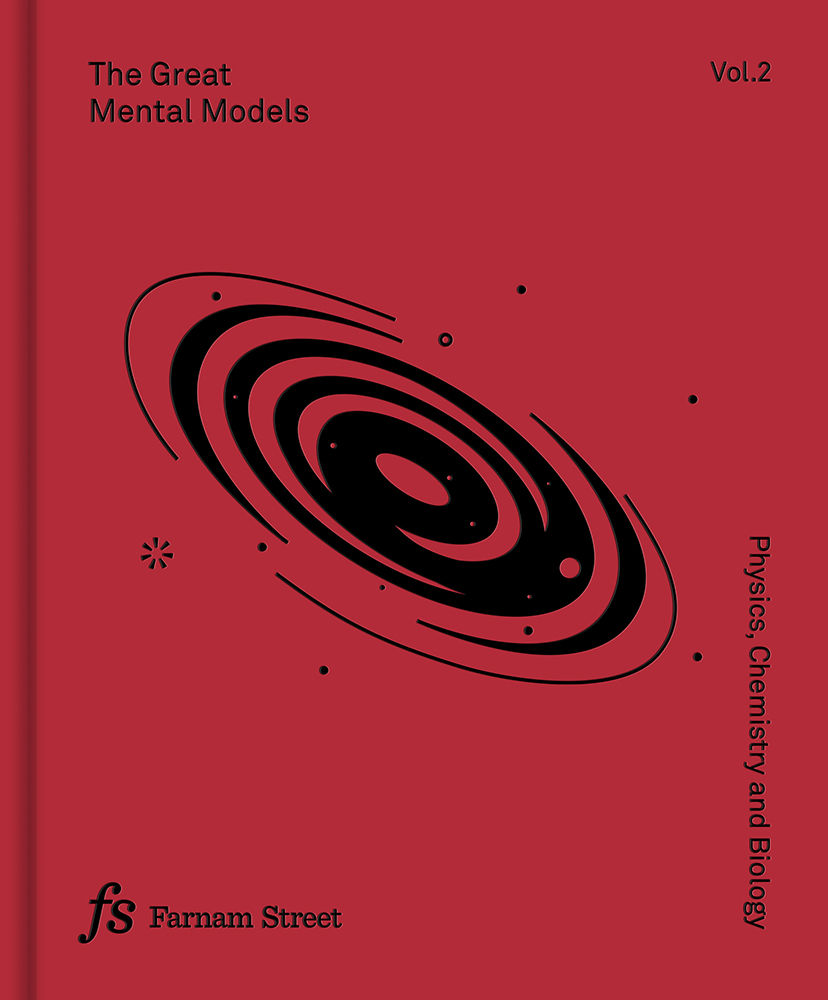 The Great
Mental Models
Vol.2
Physics, Chemistry and Biology
fs Farnam Street